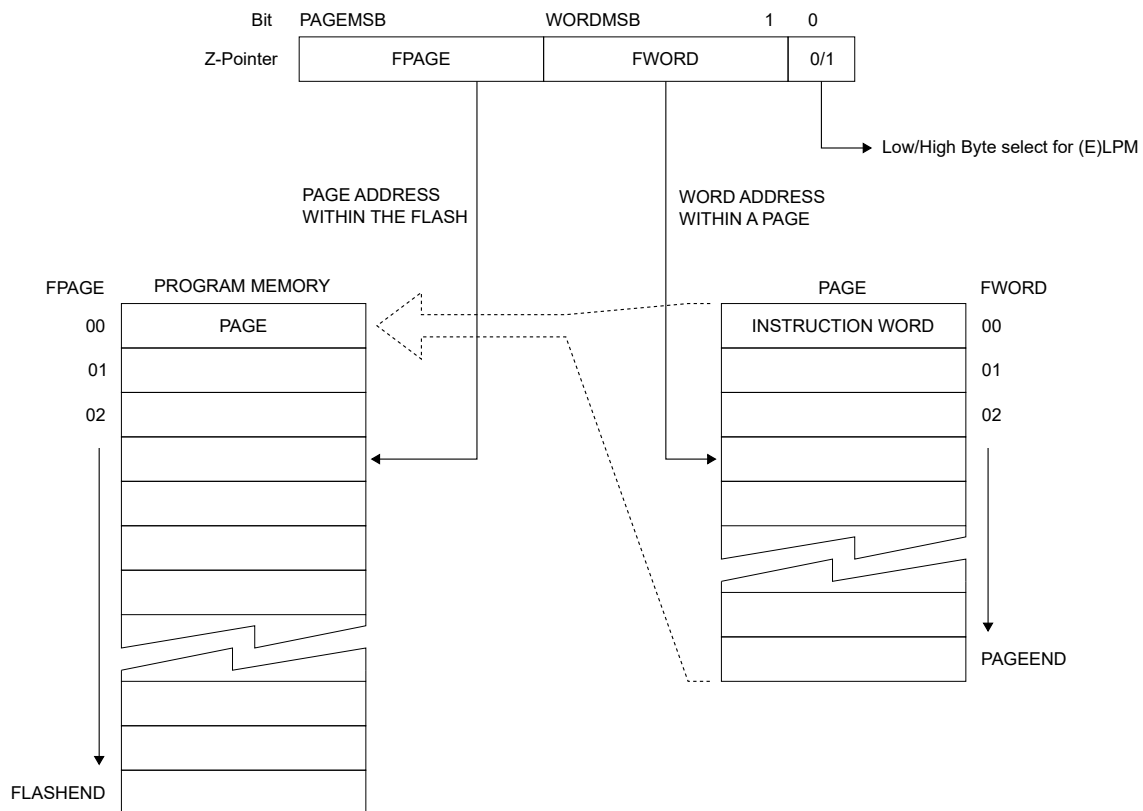 Bit PAGEMSB WORDMSB 1 0
Z-Pointer FPAGE FWORD 0/1
Low/High Byte select for (E)LPM
PAGE ADDRESS
WITHIN THE FLASH
WORD ADDRESS
WITHIN A PAGE
FPAGE PROGRAM MEMORY
00 PAGE
01
02
FLASHEND
PAGE FWORD
INSTRUCTION WORD 00
01
02
PAGEEND